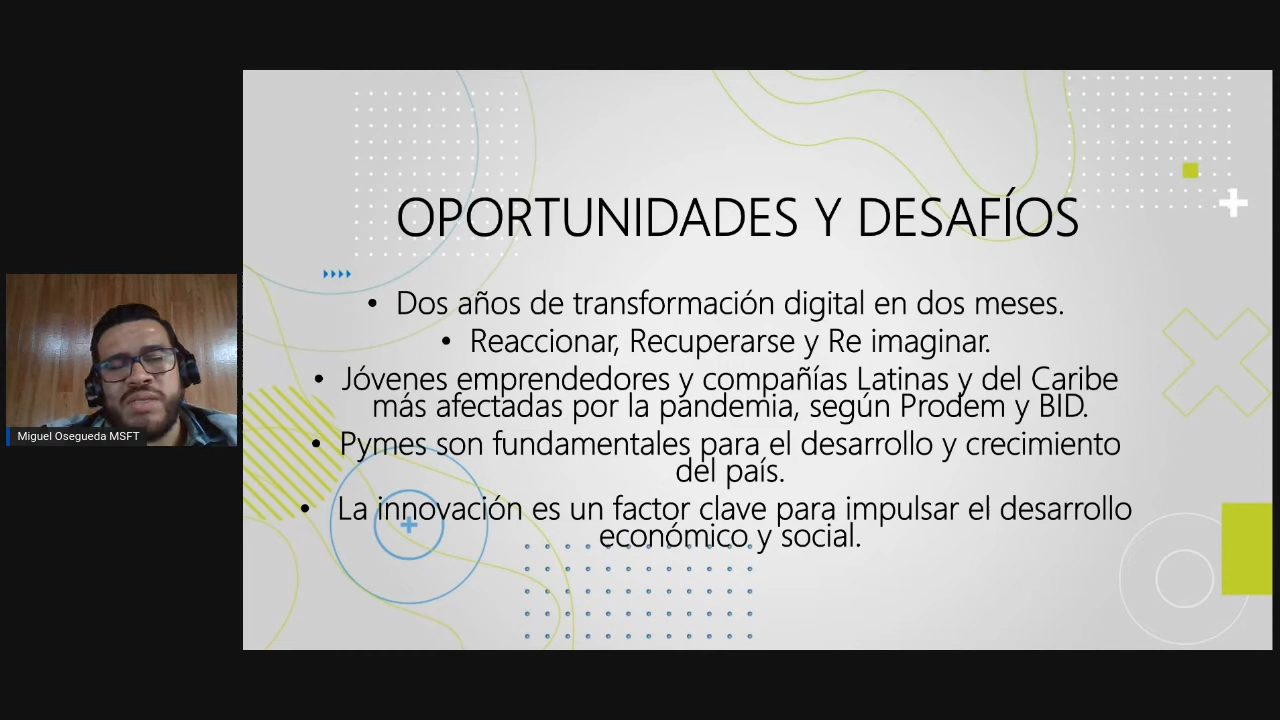 OPORTUNIDADES Y DESAFÍOS
• Dos años de transformación digital en dos meses.
• Reaccionar, Recuperarse y Re imaginar.
• Jóvenes emprendedores y compañías Latinas y del Caribe
más afectadas por la pandemia, según Prodem y BID.
• Pymes son fundamentales para el desarrollo y crecimiento
del país.
• La innovación es un factor clave para impulsar el desarrollo
económico y social.
Miguel Osegueda MSFT